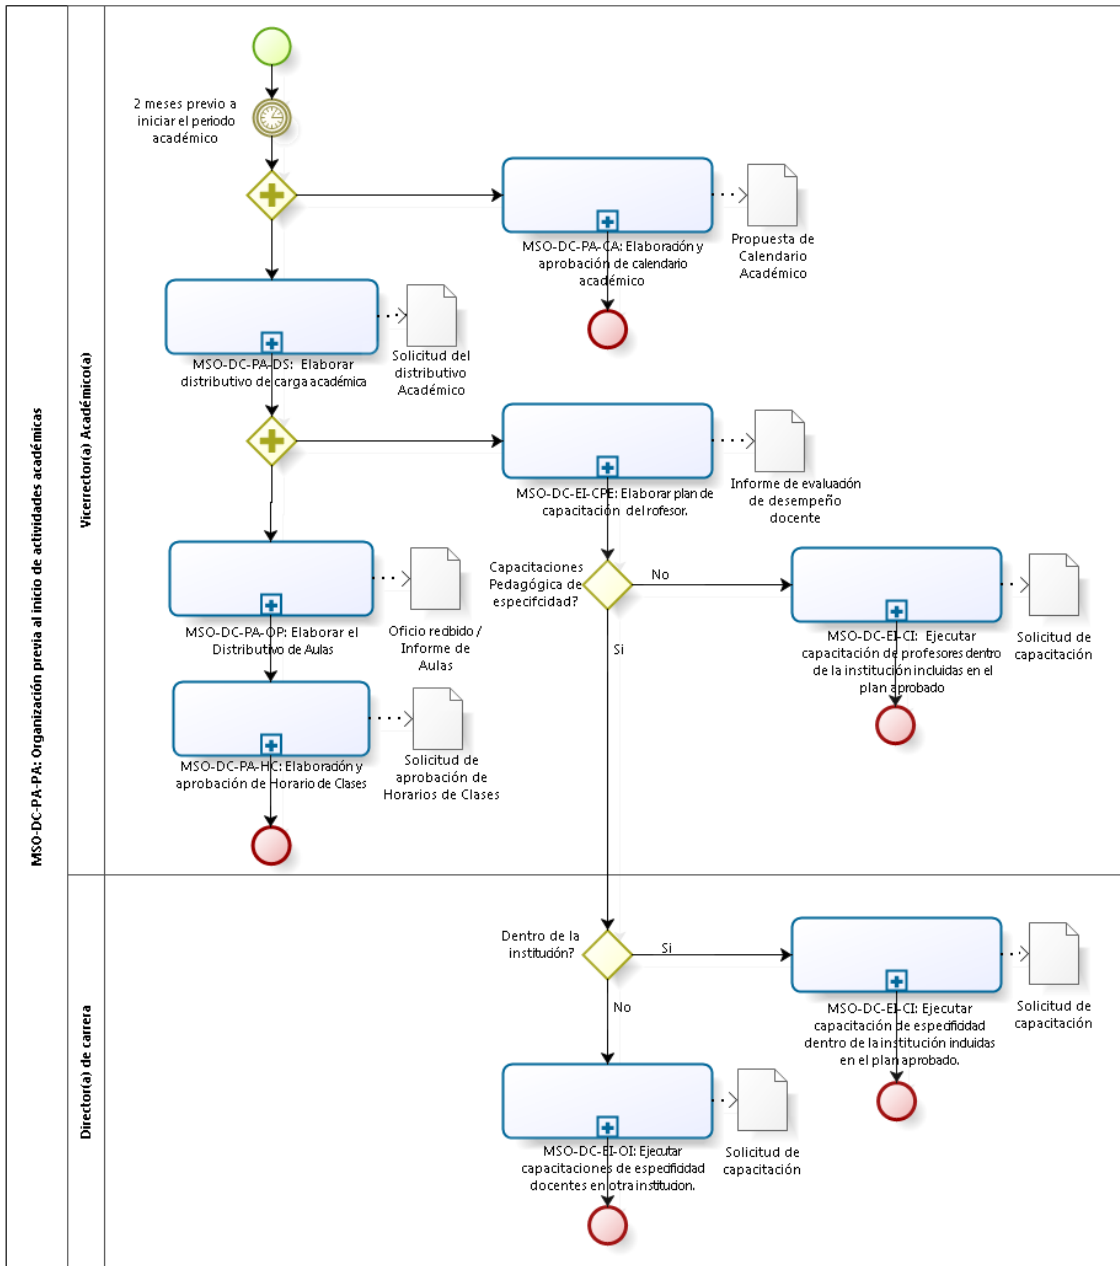 MSO-DC-PA-PA: Organización previa al inicio de actividades académicas
Vicerrector(a) Académico(a)
2 meses previo a
iniciar el periodo
académico
MSO-DC-PA-CA: Elaboración y
aprobación de calendario
académico
Propuesta de
Calendario
Académico
MSO-DC-PA-DS: Elaborar
distributivo de carga académica
Solicitud del
distributivo
Académico
MSO-DC-EI-CPE: Elaborar plan de
capacitación del rofesor.
Informe de evaluación
de desempeño
docente
Capacitaciones
Pedagógica de
especifcidad?
No
Si
MSO-DC-PA-OP: Elaborar el
Distributivo de Aulas
Oficio recibido /
Informe de
Aulas
MSO-DC-EI-CI: Ejecutar
capacitación de profesores dentro
de la institución incluidas en el
plan aprobado
Solicitud de
capacitación
MSO-DC-PA-HC: Elaboración y
aprobación de Horario de Clases
Solicitud de
aprobación de
Horarios de Clases
Director(a) de carrera
Dentro de la
institución?
Si
No
MSO-DC-EI-CI: Ejecutar
capacitación de especificidad
dentro de la institución incluidas
en el plan aprobado.
Solicitud de
capacitación
MSO-DC-EI-OI: Ejecutar
capacitaciones de especificidad
docentes en otra institucion.
Solicitud de
capacitación